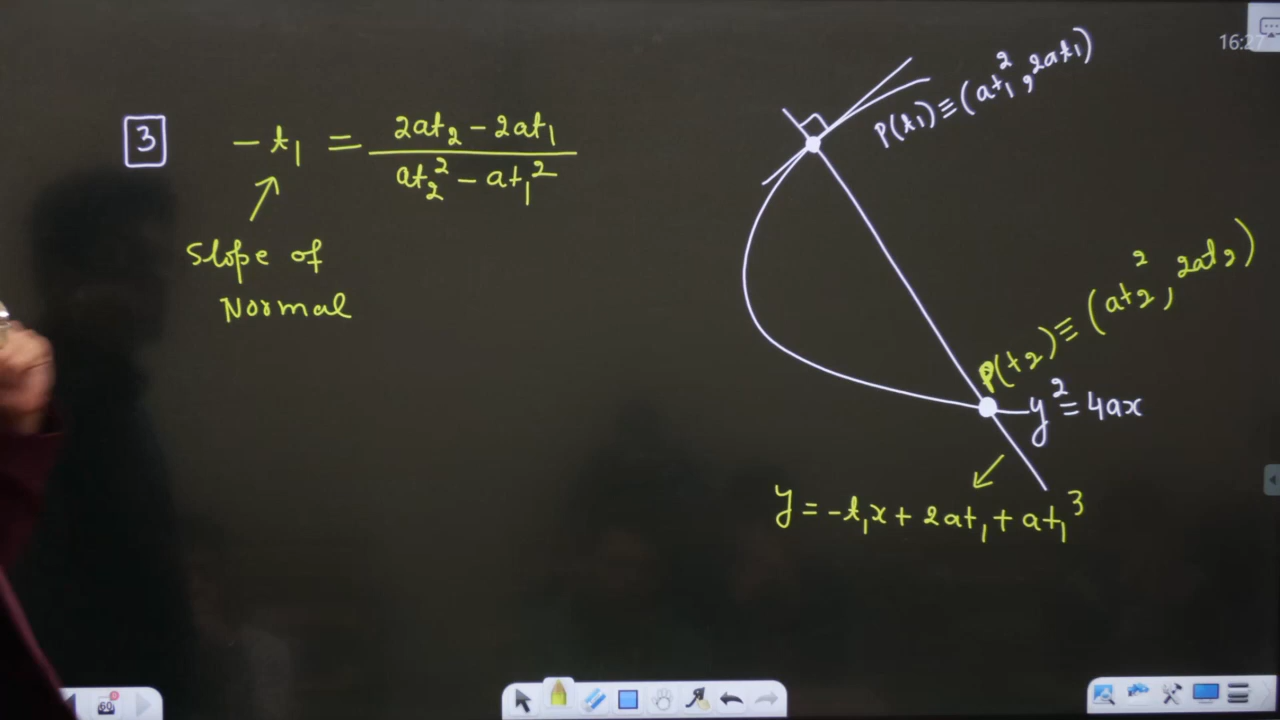 16:27
P(t₁) ≡ (at₁², 2at₁)
3
-t₁ = (2at₂ - 2at₁) / (at₂² - at₁²)
Slope of
Normal
P(t₂) ≡ (at₂², 2at₂)
y² = 4ax
y = -t₁x + 2at₁ + at₁³